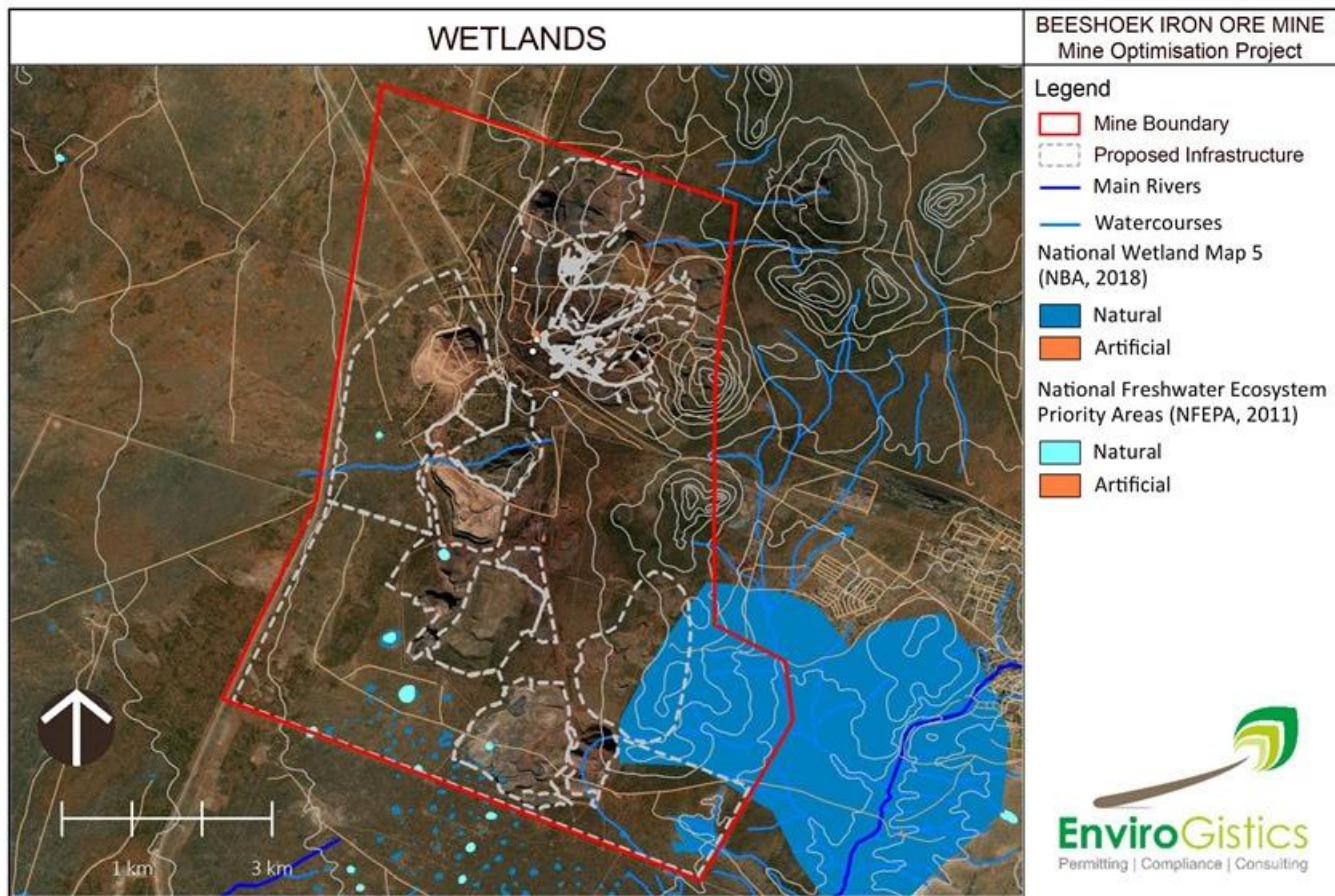 WETLANDS
BEESHOEK IRON ORE MINE
Mine Optimisation Project
Legend
Mine Boundary
Proposed Infrastructure
Main Rivers
Watercourses
National Wetland Map 5
(NBA, 2018)
Natural
Artificial
National Freshwater Ecosystem
Priority Areas (NFEPA, 2011)
Natural
Artificial
1 km
3 km
EnviroGistics
Permitting | Compliance | Consulting